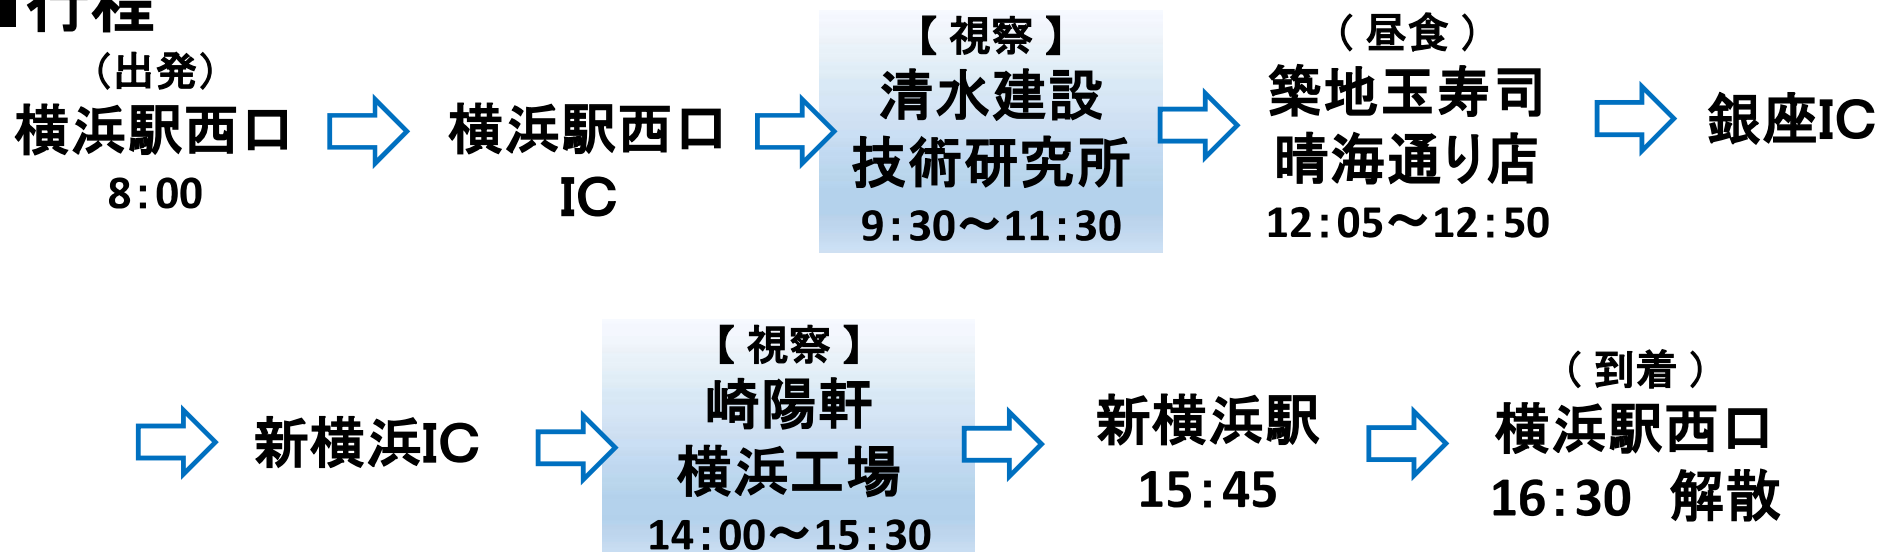 ■行程
（出発）
横浜駅西口
8：00
横浜駅西口
IC
【 視察 】
清水建設
技術研究所
9：30～11：30
（ 昼食 ）
築地玉寿司
晴海通り店
12：05～12：50
銀座IC
新横浜IC
【 視察 】
崎陽軒
横浜工場
14：00～15：30
新横浜駅
15：45
（ 到着 ）
横浜駅西口
16：30 解散